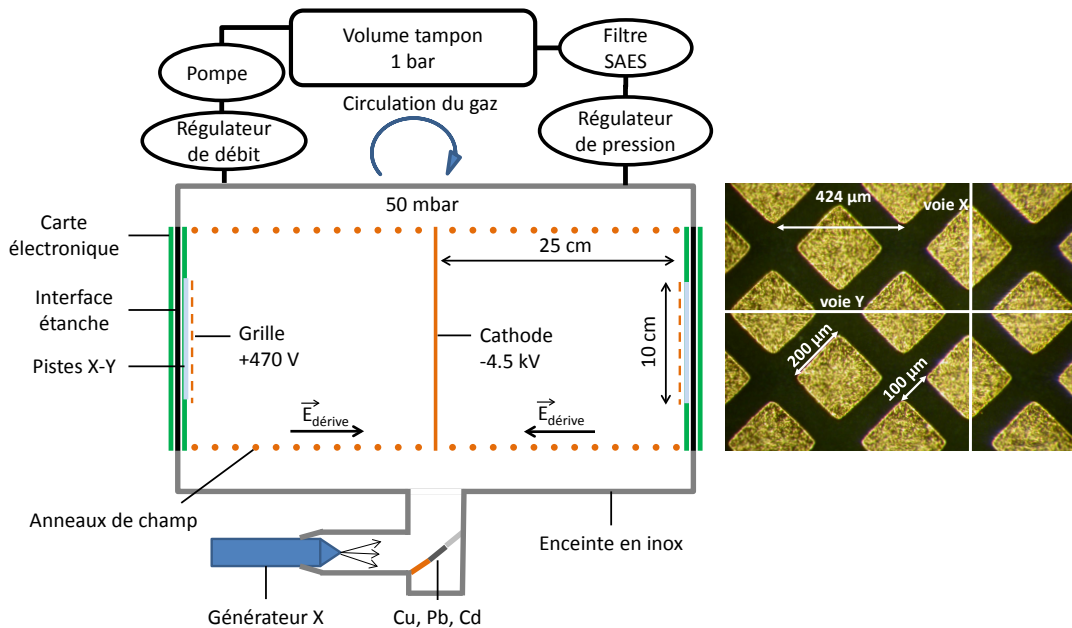 Volume tampon
1 bar
Filtre
SAES
Pompe
Circulation du gaz
Régulateur
de débit
Régulateur
de pression
50 mbar
Carte
électronique
25 cm
Interface
étanche
Grille
+470 V
Cathode
-4.5 kV
10 cm
Pistes X-Y
E dérive
E dérive
Anneaux de champ
Enceinte en inox
Générateur X
Cu, Pb, Cd
424 µm
voie X
voie Y
200 µm
100 µm